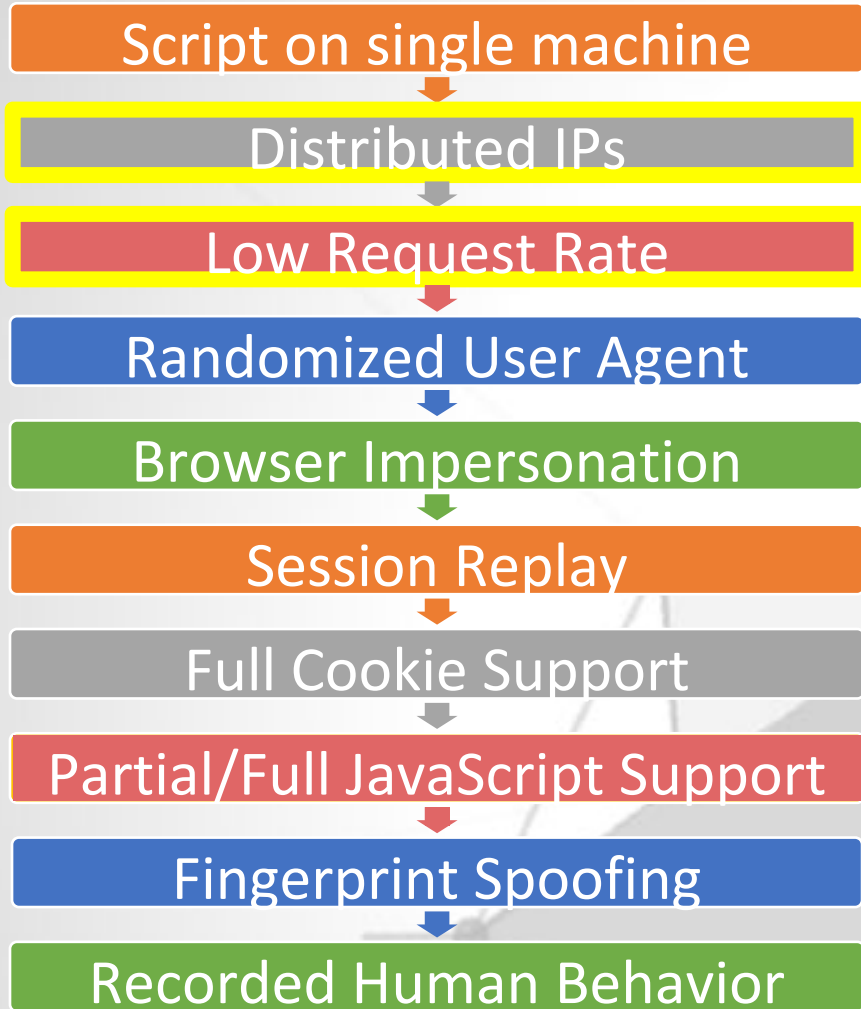 Script on single machine
Distributed IPs
Low Request Rate
Randomized User Agent
Browser Impersonation
Session Replay
Full Cookie Support
Partial/Full JavaScript Support
Fingerprint Spoofing
Recorded Human Behavior